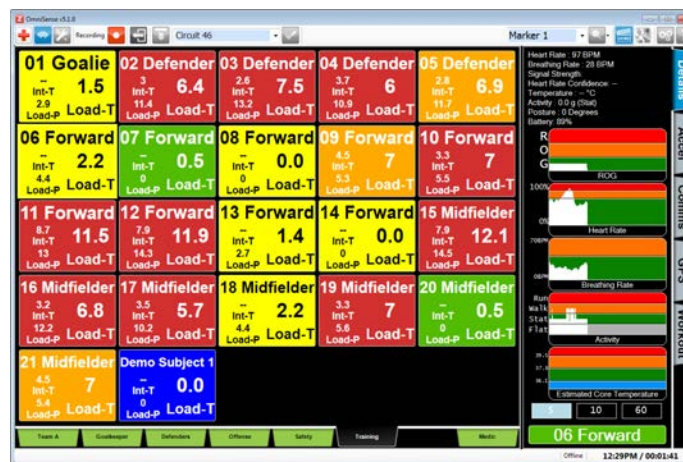 OmniSense v5.1.0
Recording
Circuit 46
Marker 1
01 Goalie
--
Int-T
1.5
2.9
Load-P
Load-T
02 Defender
3
Int-T
6.4
11.4
Load-P
Load-T
03 Defender
2.6
Int-T
7.5
13.2
Load-P
Load-T
04 Defender
3.7
Int-T
6
10.9
Load-P
Load-T
05 Defender
2.8
Int-T
6.9
11.7
Load-P
Load-T
06 Forward
--
Int-T
2.2
4.4
Load-P
Load-T
07 Forward
--
Int-T
0.5
0
Load-P
Load-T
08 Forward
--
Int-T
0.0
0
Load-P
Load-T
09 Forward
4.5
Int-T
7
5.3
Load-P
Load-T
10 Forward
3.3
Int-T
7
5.5
Load-P
Load-T
11 Forward
8.7
Int-T
11.5
13
Load-P
Load-T
12 Forward
7.9
Int-T
11.9
14.3
Load-P
Load-T
13 Forward
--
Int-T
1.4
2.7
Load-P
Load-T
14 Forward
--
Int-T
0.0
0
Load-P
Load-T
15 Midfielder
7.9
Int-T
12.1
14.5
Load-P
Load-T
16 Midfielder
3.2
Int-T
6.8
12.2
Load-P
Load-T
17 Midfielder
3.5
Int-T
5.7
10.2
Load-P
Load-T
18 Midfielder
--
Int-T
2.2
4.4
Load-P
Load-T
19 Midfielder
3.3
Int-T
7
5.6
Load-P
Load-T
20 Midfielder
--
Int-T
0.5
0
Load-P
Load-T
21 Midfielder
4.5
Int-T
7
5.4
Load-P
Load-T
Demo Subject 1
--
Int-T
0.0
0
Load-P
Load-T
Team A
Goalkeeper
Defenders
Offense
Safety
Training
Medic
Heart Rate : 97 BPM
Breathing Rate : 28 BPM
Signal Strength:
Heart Rate Confidence: --
Temperature : -- °C
Activity : 0.0 g (Stat)
Posture : 0 Degrees
Battery: 89%
R
O
G
ROG
100%
0%
Heart Rate
70BPM
0BPM
Breathing Rate
Run
Walk
Stat
Flat
Activity
Estimated Core Temperature
5
10
60
06 Forward
Details
Accel
Comms
GPS
Workout
Offline
12:29PM / 00:01:41